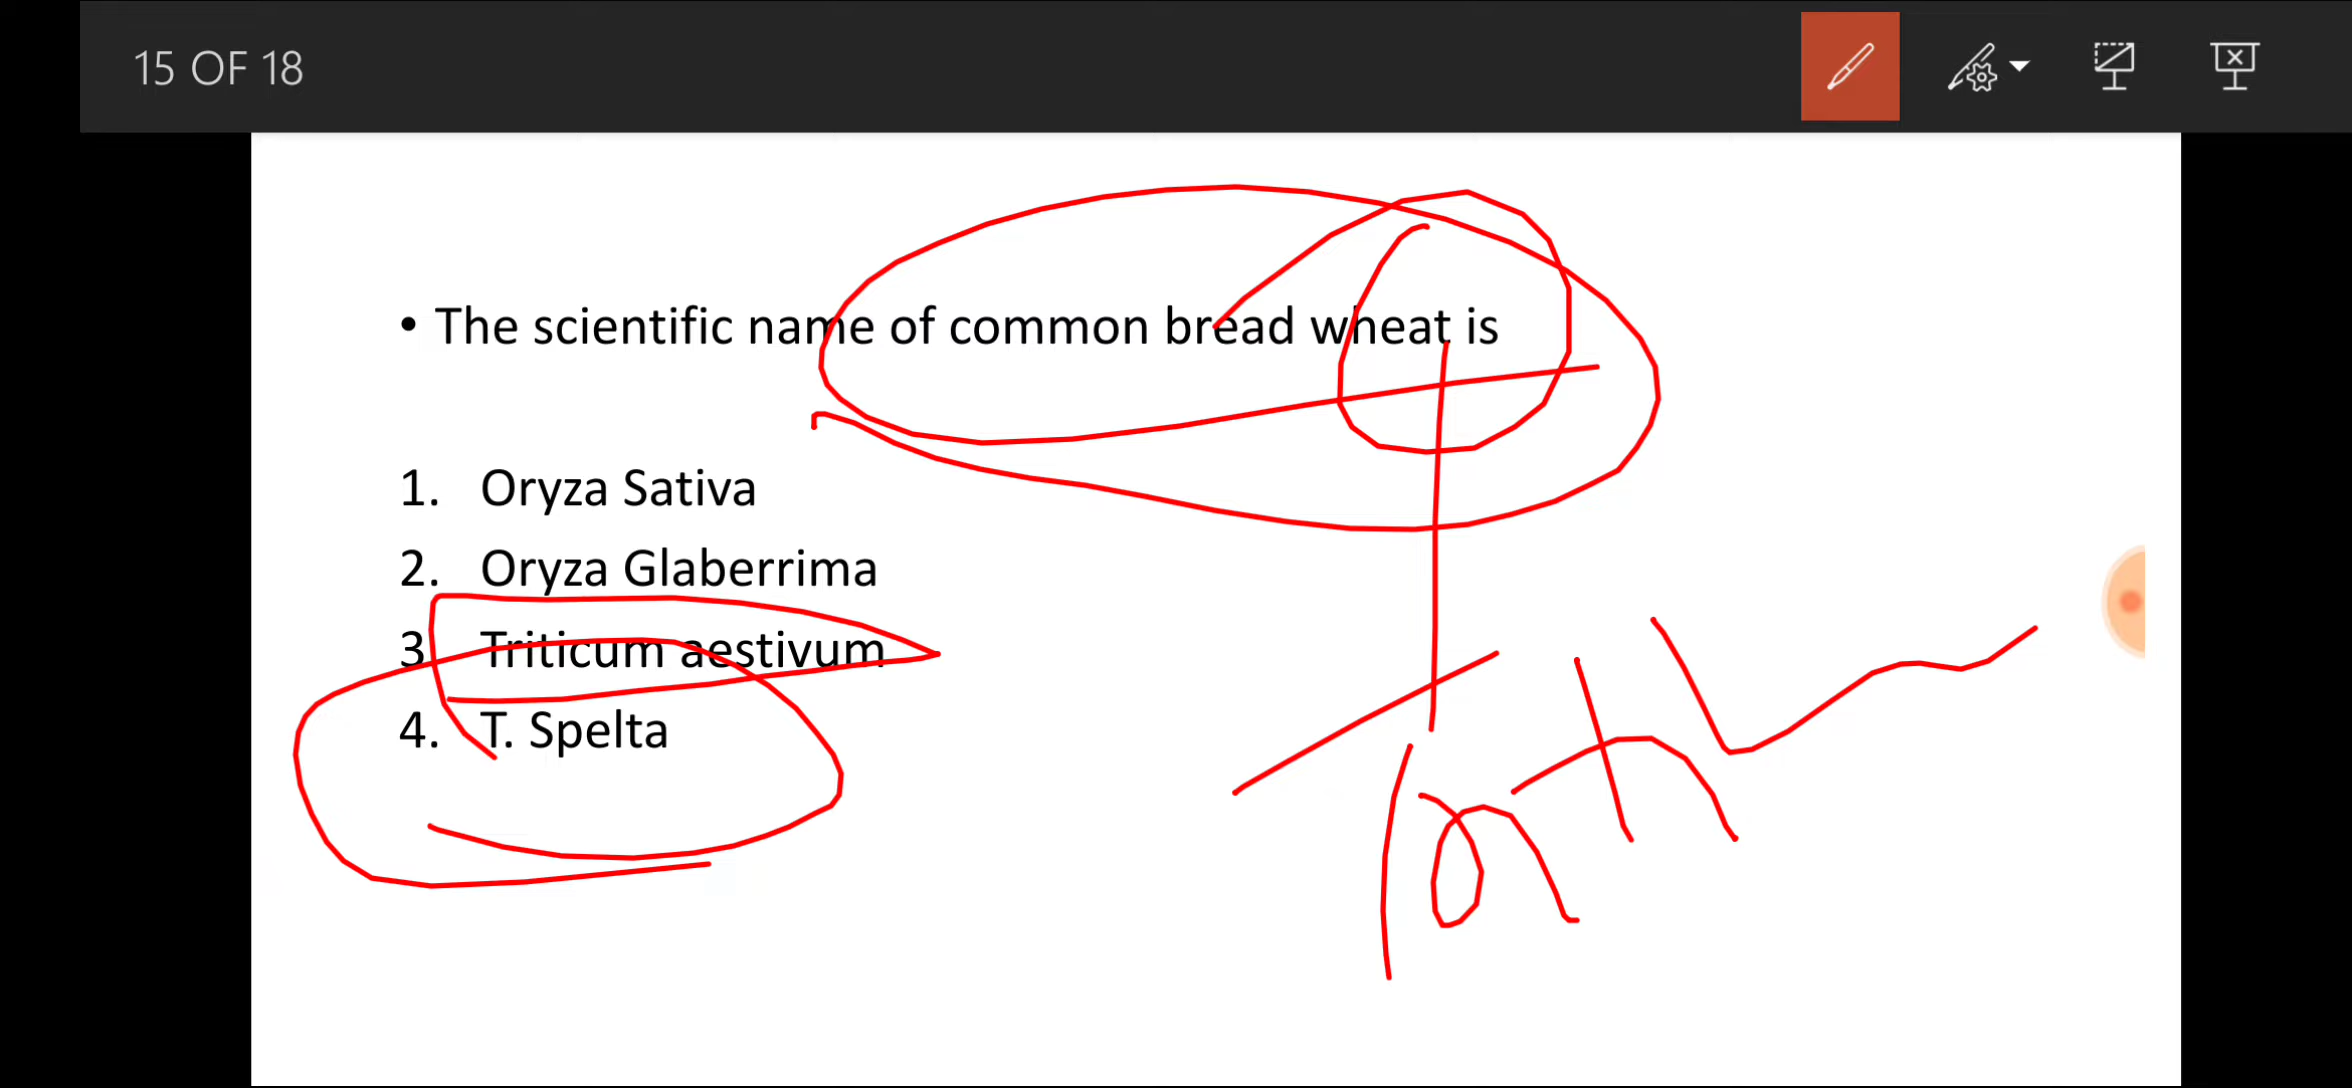 15 OF 18
• The scientific name of common bread wheat is
1. Oryza Sativa
2. Oryza Glaberrima
3. Triticum aestivum
4. T. Spelta